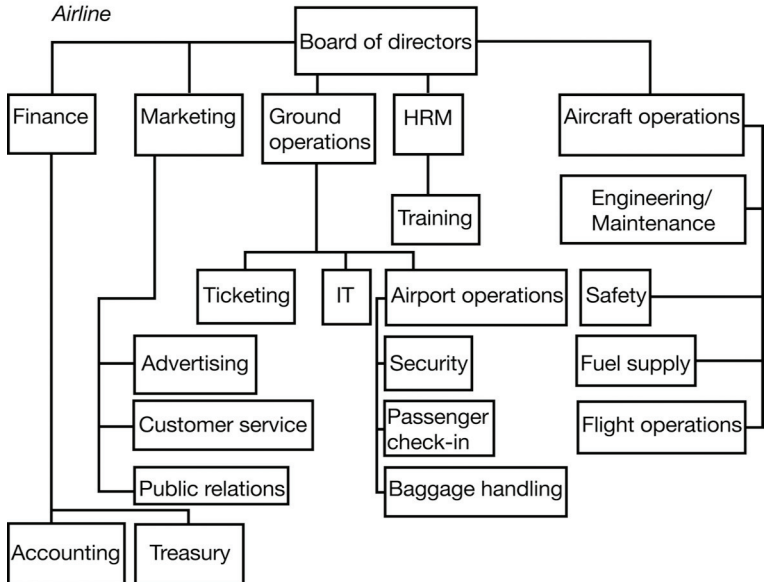 Airline
Board of directors
Finance
Marketing
Ground
operations
HRM
Aircraft operations
Engineering/
Maintenance
Training
Ticketing
IT
Airport operations
Safety
Advertising
Security
Fuel supply
Customer service
Passenger
check-in
Flight operations
Public relations
Baggage handling
Accounting
Treasury